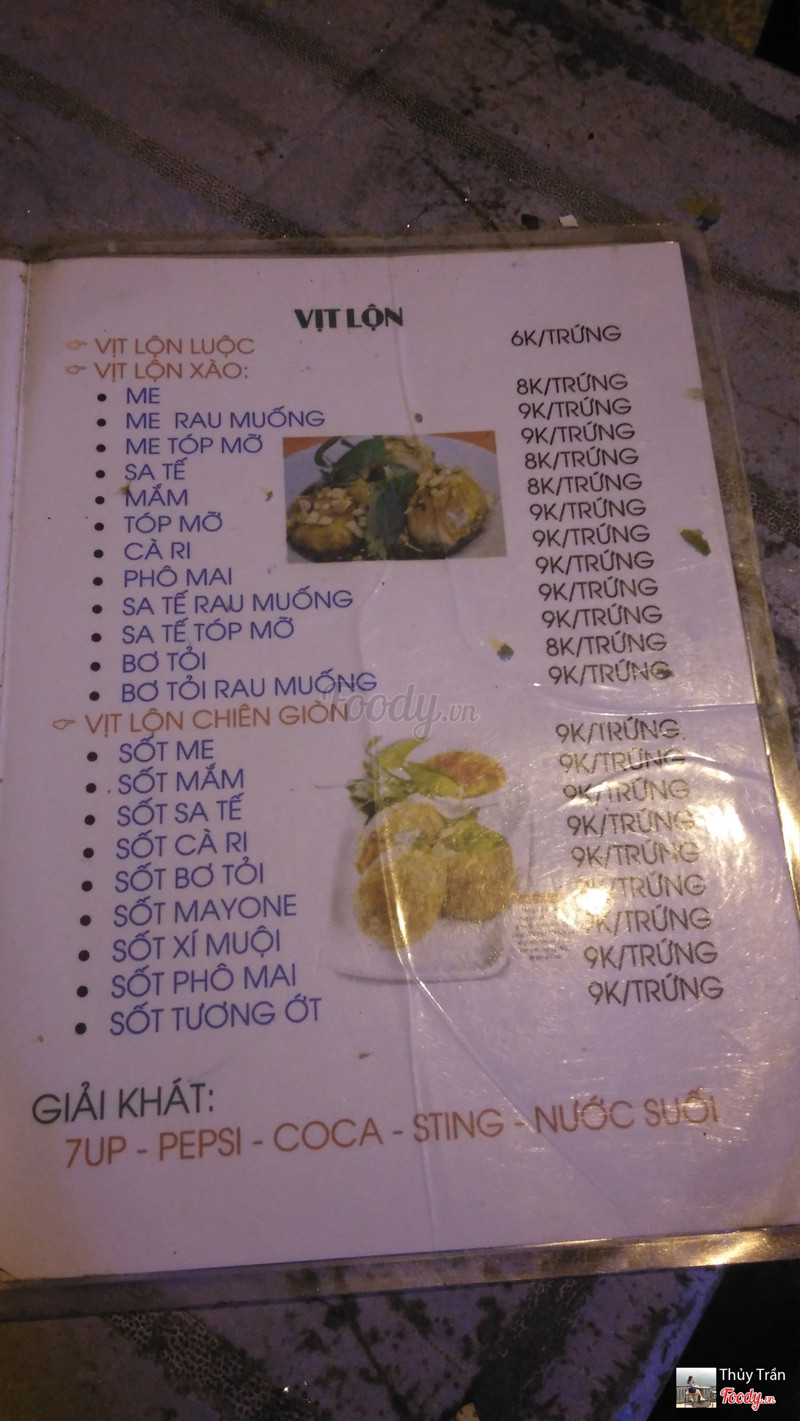 VỊT LỘN
VỊT LỘN LUỘC 6K/TRỨNG
VỊT LỘN XÀO:
• ME 8K/TRỨNG
• ME RAU MUỐNG 9K/TRỨNG
• ME TÓP MỠ 9K/TRỨNG
• SA TẾ 8K/TRỨNG
• MẮM 8K/TRỨNG
• TÓP MỠ 9K/TRỨNG
• CÀ RI 9K/TRỨNG
• PHÔ MAI 9K/TRỨNG
• SA TẾ RAU MUỐNG 9K/TRỨNG
• SA TẾ TÓP MỠ 9K/TRỨNG
• BƠ TỎI 8K/TRỨNG
• BƠ TỎI RAU MUỐNG 9K/TRỨNG
Foody.vn
VỊT LỘN CHIÊN GIÒN
• SỐT ME 9K/TRỨNG
• SỐT MẮM 9K/TRỨNG
• SỐT SA TẾ 9K/TRỨNG
• SỐT CÀ RI 9K/TRỨNG
• SỐT BƠ TỎI 9K/TRỨNG
• SỐT MAYONE 9K/TRỨNG
• SỐT XÍ MUỘI 9K/TRỨNG
• SỐT PHÔ MAI 9K/TRỨNG
• SỐT TƯƠNG ỚT 9K/TRỨNG
GIẢI KHÁT:
7UP - PEPSI - COCA - STING - NƯỚC SUỐI
Thủy Trần
Foody.vn